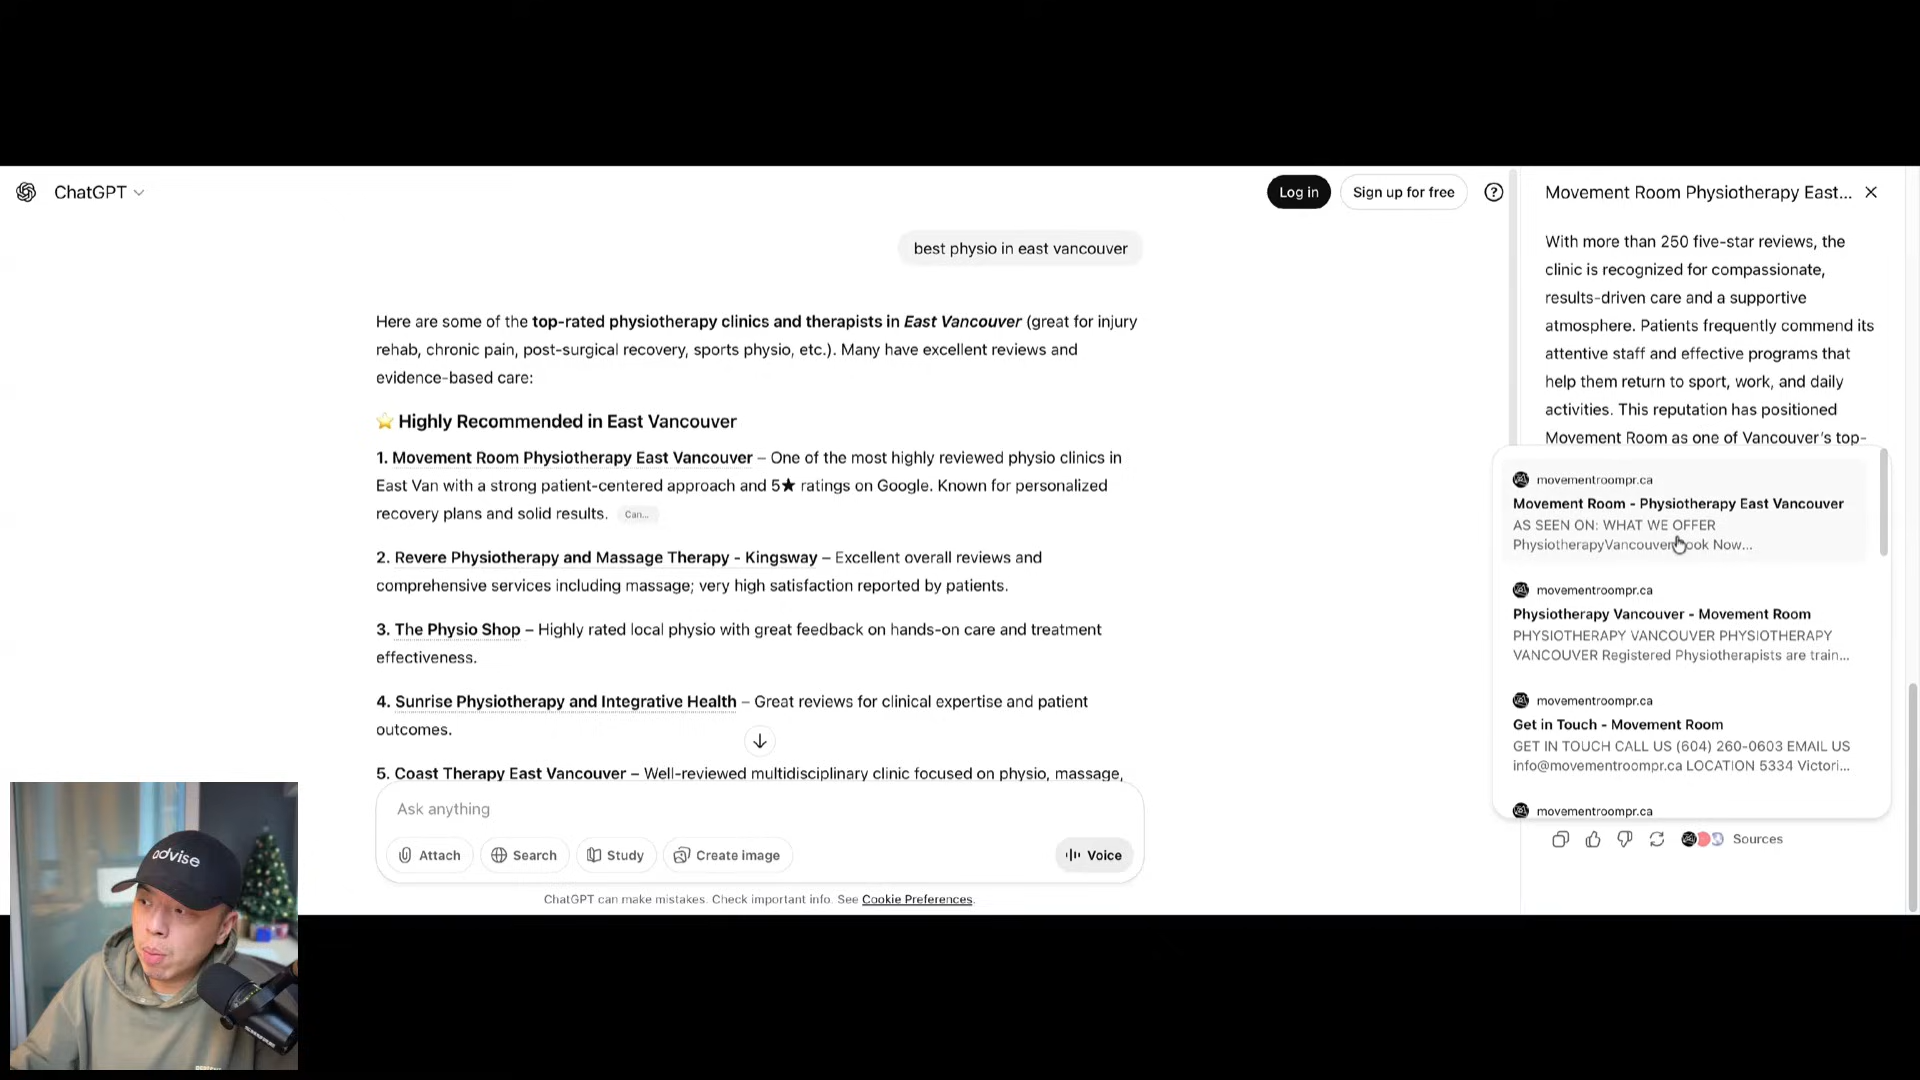 ChatGPT
Log in
Sign up for free
best physio in east vancouver
Here are some of the top-rated physiotherapy clinics and therapists in East Vancouver (great for injury
rehab, chronic pain, post-surgical recovery, sports physio, etc.). Many have excellent reviews and
evidence-based care:
⭐ Highly Recommended in East Vancouver
1. Movement Room Physiotherapy East Vancouver – One of the most highly reviewed physio clinics in
East Van with a strong patient-centered approach and 5★ ratings on Google. Known for personalized
recovery plans and solid results. Can...
2. Revere Physiotherapy and Massage Therapy - Kingsway – Excellent overall reviews and
comprehensive services including massage; very high satisfaction reported by patients.
3. The Physio Shop – Highly rated local physio with great feedback on hands-on care and treatment
effectiveness.
4. Sunrise Physiotherapy and Integrative Health – Great reviews for clinical expertise and patient
outcomes.
5. Coast Therapy East Vancouver – Well-reviewed multidisciplinary clinic focused on physio, massage,
Ask anything
Attach
Search
Study
Create image
Voice
ChatGPT can make mistakes. Check important info. See Cookie Preferences.
Movement Room Physiotherapy East...
With more than 250 five-star reviews, the
clinic is recognized for compassionate,
results-driven care and a supportive
atmosphere. Patients frequently commend its
attentive staff and effective programs that
help them return to sport, work, and daily
activities. This reputation has positioned
Movement Room as one of Vancouver's top-
movementroompr.ca
Movement Room - Physiotherapy East Vancouver
AS SEEN ON: WHAT WE OFFER
PhysiotherapyVancouver Now...
movementroompr.ca
Physiotherapy Vancouver - Movement Room
PHYSIOTHERAPY VANCOUVER PHYSIOTHERAPY
VANCOUVER Registered Physiotherapists are train...
movementroompr.ca
Get in Touch - Movement Room
GET IN TOUCH CALL US (604) 260-0603 EMAIL US
info@movementroompr.ca LOCATION 5334 Victori...
movementroompr.ca
Sources
advise